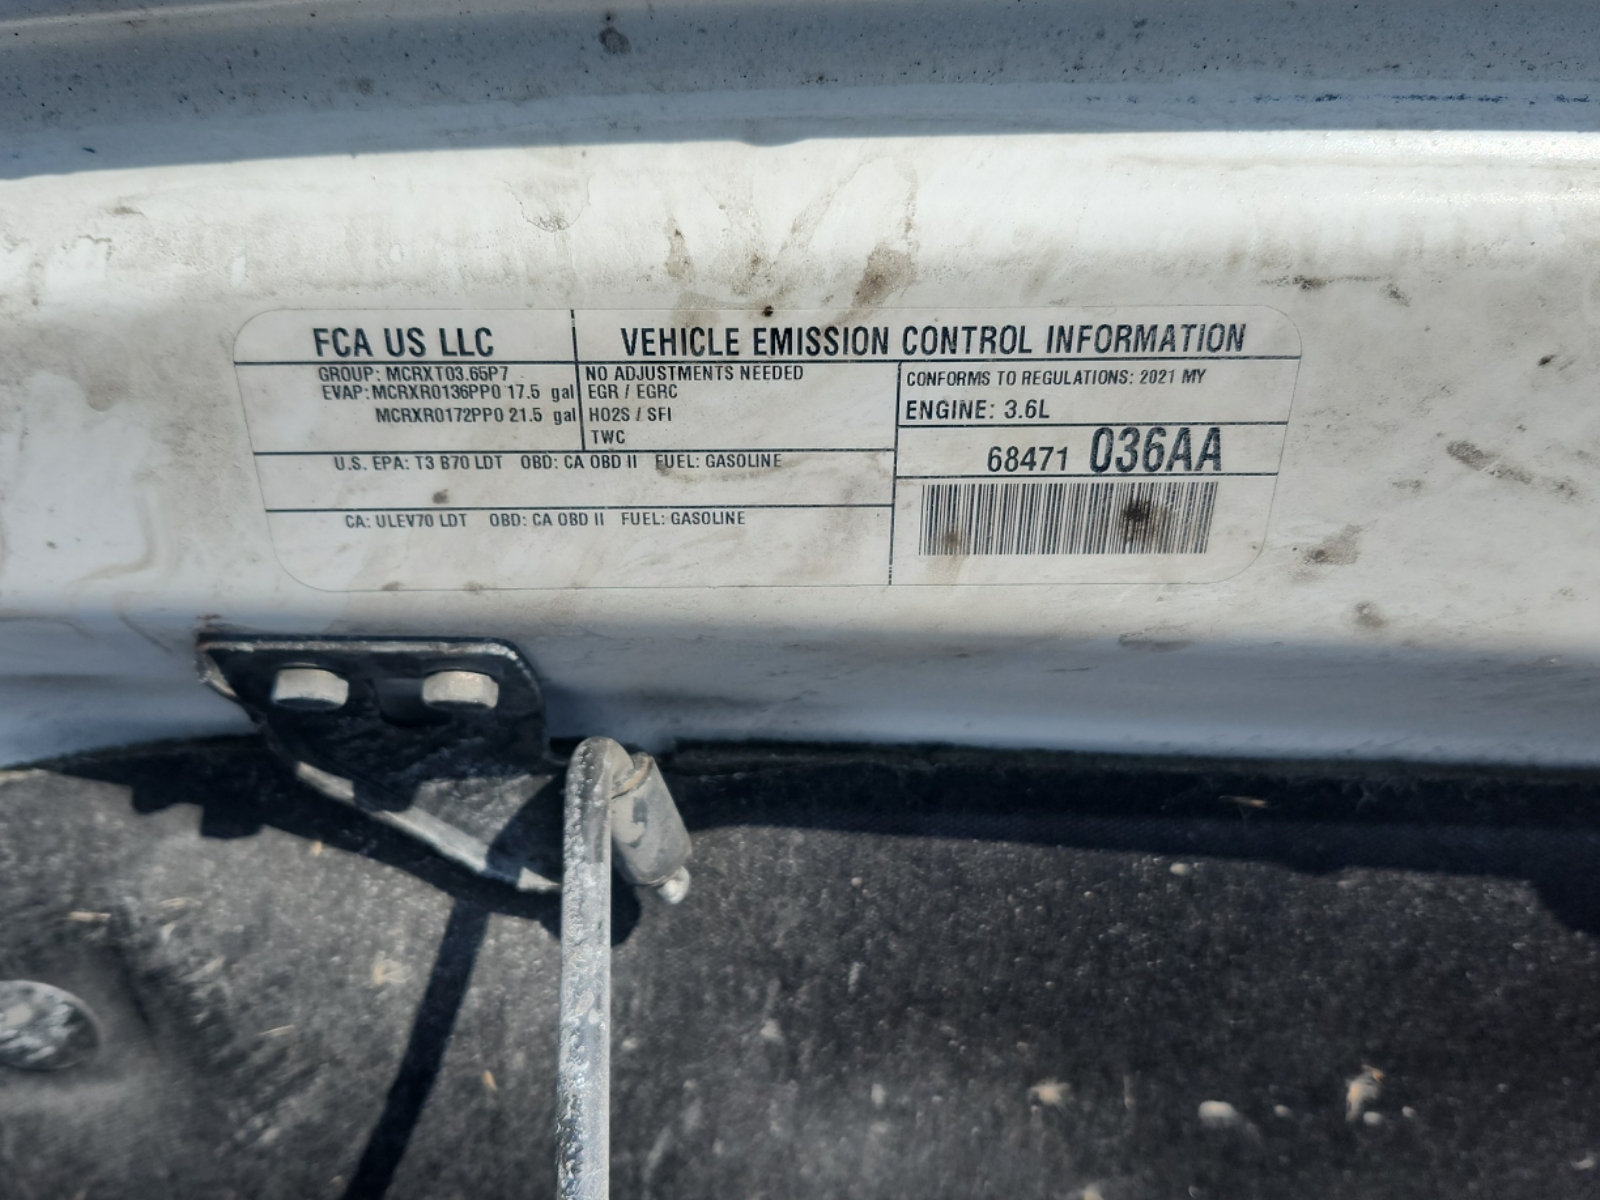 FCA US LLC
VEHICLE EMISSION CONTROL INFORMATION
GROUP: MCRXT03.65P7
EVAP: MCRXR0136PP0 17.5 gal
MCRXR0172PP0 21.5 gal
NO ADJUSTMENTS NEEDED
EGR / EGRC
HO2S / SFI
TWC
CONFORMS TO REGULATIONS: 2021 MY
ENGINE: 3.6L
68471 036AA
U.S. EPA: T3 B70 LDT OBD: CA OBD II FUEL: GASOLINE
CA: ULEV70 LDT OBD: CA OBD II FUEL: GASOLINE